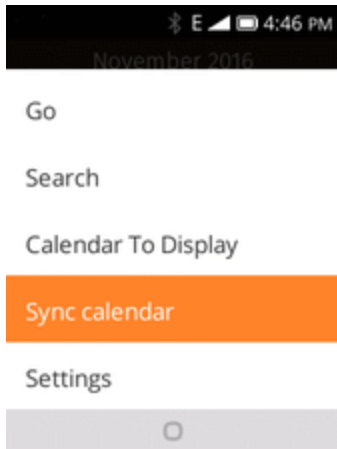 E 4:46 PM
November 2016
Go
Search
Calendar To Display
Sync calendar
Settings